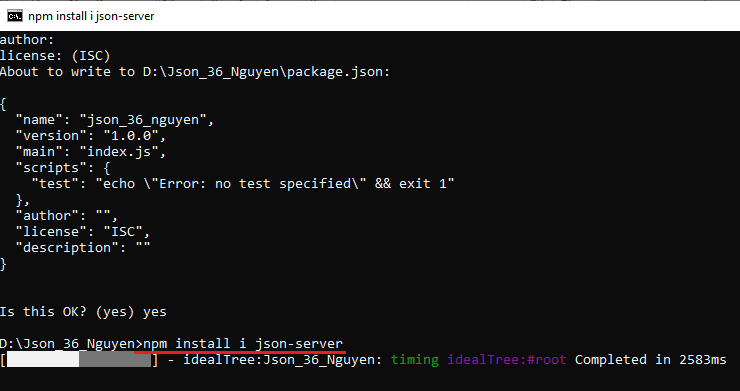 npm install i json-server
author:
license: (ISC)
About to write to D:\Json_36_Nguyen\package.json:
{
  "name": "json_36_nguyen",
  "version": "1.0.0",
  "main": "index.js",
  "scripts": {
    "test": "echo \"Error: no test specified\" && exit 1"
  },
  "author": "",
  "license": "ISC",
  "description": ""
}
Is this OK? (yes) yes
D:\Json_36_Nguyen>npm install i json-server
[                  ] - idealTree:Json_36_Nguyen: timing idealTree:#root Completed in 2583ms